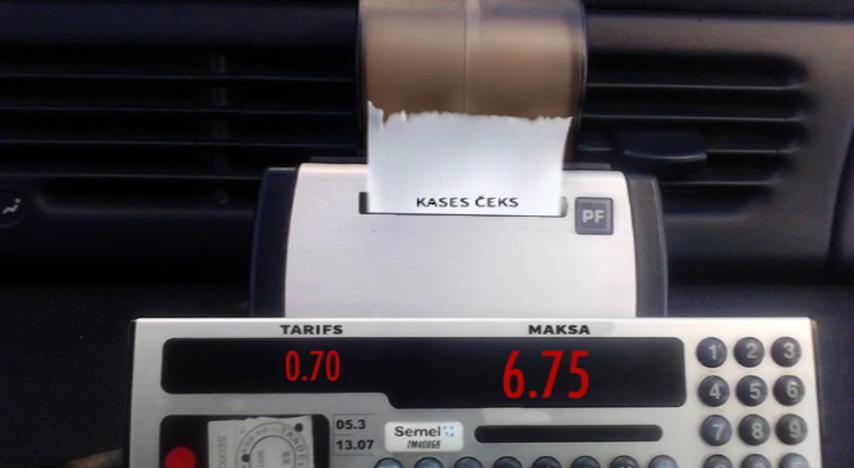 KASES ČEKS
PF
TARIFS MAKSA
0.70 6.75
1 2 3
4 5 6
7 8 9
05.3
13.07
Semel